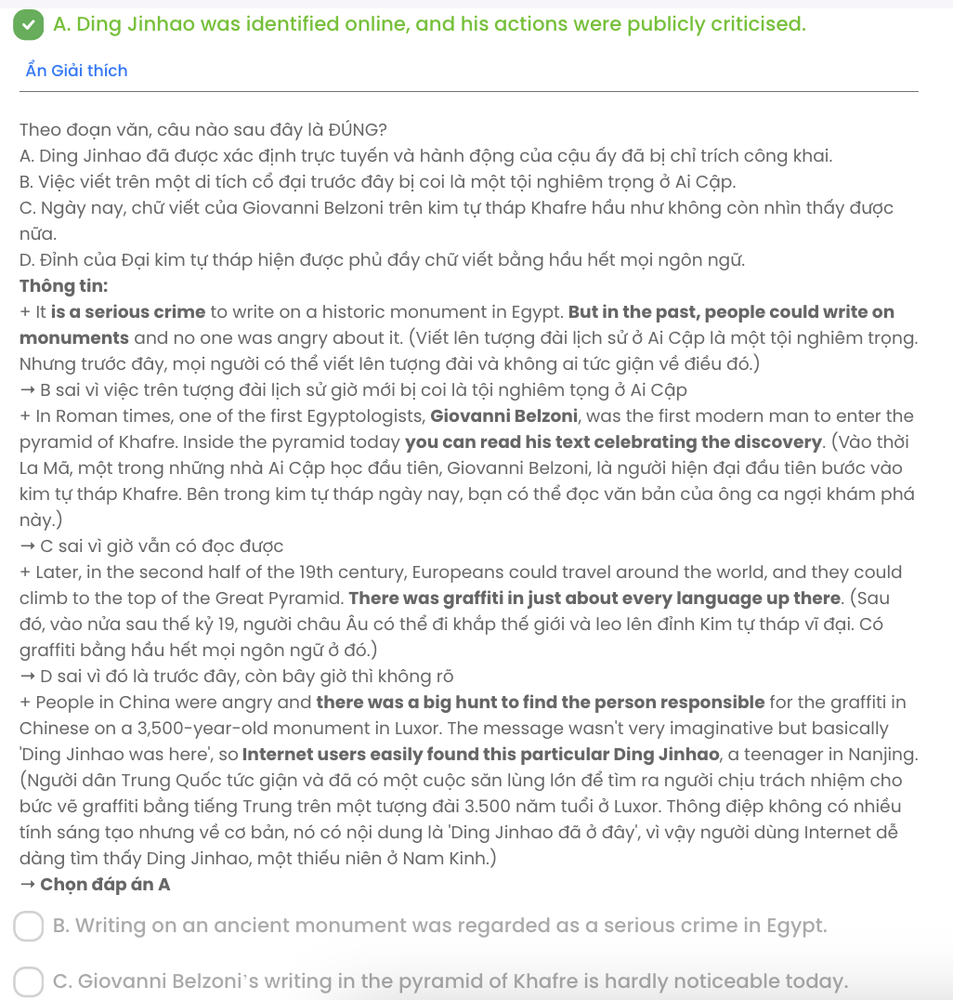 A. Ding Jinhao was identified online, and his actions were publicly criticised.
Ẩn Giải thích
Theo đoạn văn, câu nào sau đây là ĐÚNG?
A. Ding Jinhao đã được xác định trực tuyến và hành động của cậu ấy đã bị chỉ trích công khai.
B. Việc viết trên một di tích cổ đại trước đây bị coi là một tội nghiêm trọng ở Ai Cập.
C. Ngày nay, chữ viết của Giovanni Belzoni trên kim tự tháp Khafre hầu như không còn nhìn thấy được
nữa.
D. Đỉnh của Đại kim tự tháp hiện được phủ đầy chữ viết bằng hầu hết mọi ngôn ngữ.
Thông tin:
+ It is a serious crime to write on a historic monument in Egypt. But in the past, people could write on
monuments and no one was angry about it. (Viết lên tượng đài lịch sử ở Ai Cập là một tội nghiêm trọng.
Nhưng trước đây, mọi người có thể viết lên tượng đài và không ai tức giận về điều đó.)
→ B sai vì việc trên tượng đài lịch sử giờ mới bị coi là tội nghiêm tọng ở Ai Cập
+ In Roman times, one of the first Egyptologists, Giovanni Belzoni, was the first modern man to enter the
pyramid of Khafre. Inside the pyramid today you can read his text celebrating the discovery. (Vào thời
La Mã, một trong những nhà Ai Cập học đầu tiên, Giovanni Belzoni, là người hiện đại đầu tiên bước vào
kim tự tháp Khafre. Bên trong kim tự tháp ngày nay, bạn có thể đọc văn bản của ông ca ngợi khám phá
này.)
→ C sai vì giờ vẫn có đọc được
+ Later, in the second half of the 19th century, Europeans could travel around the world, and they could
climb to the top of the Great Pyramid. There was graffiti in just about every language up there. (Sau
đó, vào nửa sau thế kỷ 19, người châu Âu có thể đi khắp thế giới và leo lên đỉnh Kim tự tháp vĩ đại. Có
graffiti bằng hầu hết mọi ngôn ngữ ở đó.)
→ D sai vì đó là trước đây, còn bây giờ thì không rõ
+ People in China were angry and there was a big hunt to find the person responsible for the graffiti in
Chinese on a 3,500-year-old monument in Luxor. The message wasn't very imaginative but basically
'Ding Jinhao was here', so Internet users easily found this particular Ding Jinhao, a teenager in Nanjing.
(Người dân Trung Quốc tức giận và đã có một cuộc săn lùng lớn để tìm ra người chịu trách nhiệm cho
bức vẽ graffiti bằng tiếng Trung trên một tượng đài 3.500 năm tuổi ở Luxor. Thông điệp không có nhiều
tính sáng tạo nhưng về cơ bản, nó có nội dung là 'Ding Jinhao đã ở đây', vì vậy người dùng Internet dễ
dàng tìm thấy Ding Jinhao, một thiếu niên ở Nam Kinh.)
→ Chọn đáp án A
B. Writing on an ancient monument was regarded as a serious crime in Egypt.
C. Giovanni Belzoni's writing in the pyramid of Khafre is hardly noticeable today.